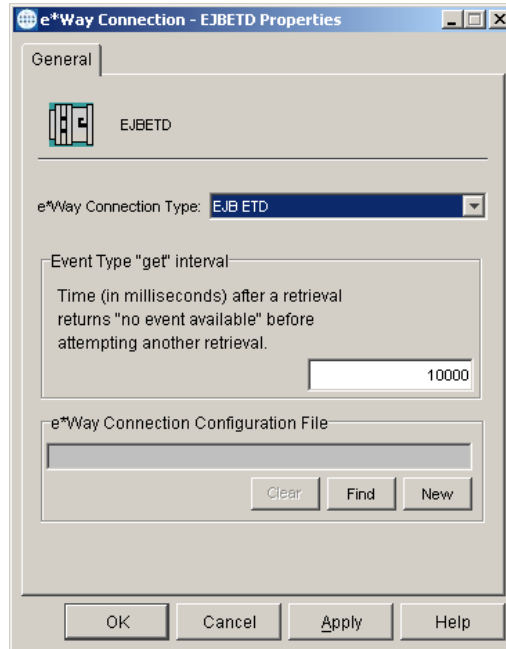 e*Way Connection - EJBETD Properties
General
EJBETD
e*Way Connection Type: EJB ETD
Event Type "get" interval
Time (in milliseconds) after a retrieval
returns "no event available" before
attempting another retrieval.
10000
e*Way Connection Configuration File
Clear Find New
OK Cancel Apply Help